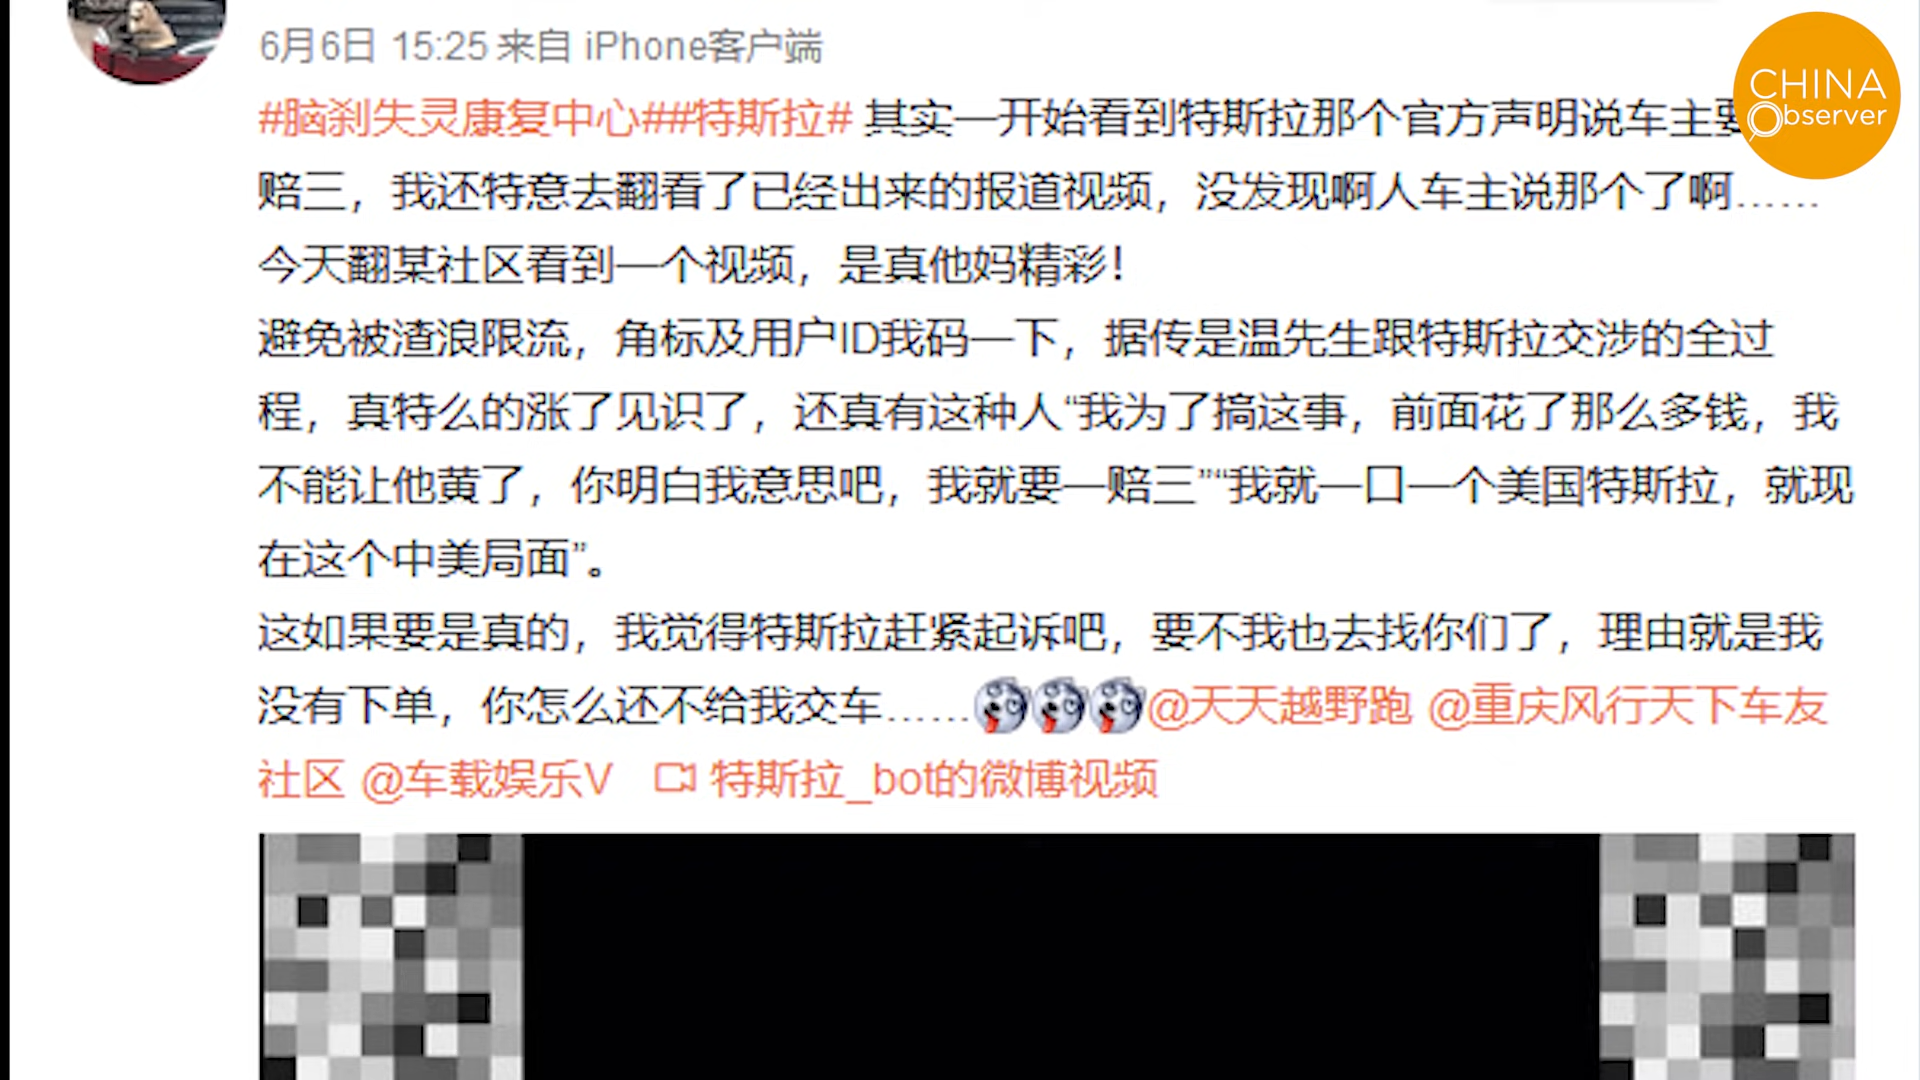 6月6日 15:25 来自 iPhone客户端
CHINA
Observer
#脑刹失灵康复中心##特斯拉# 其实一开始看到特斯拉那个官方声明说车主要
赔三，我还特意去翻看了已经出来的报道视频，没发现啊人车主说那个了啊……
今天翻某社区看到一个视频，是真他妈精彩！
避免被渣浪限流，角标及用户ID我码一下，据传是温先生跟特斯拉交涉的全过
程，真特么的涨了见识了，还真有这种人“我为了搞这事，前面花了那么多钱，我
不能让他黄了，你明白我意思吧，我就要一赔三”“我就一口一个美国特斯拉，就现
在这个中美局面”。
这如果要是真的，我觉得特斯拉赶紧起诉吧，要不我也去找你们了，理由就是我
没有下单，你怎么还不给我交车……@天天越野跑 @重庆风行天下车友
社区 @车载娱乐V 特斯拉_bot的微博视频